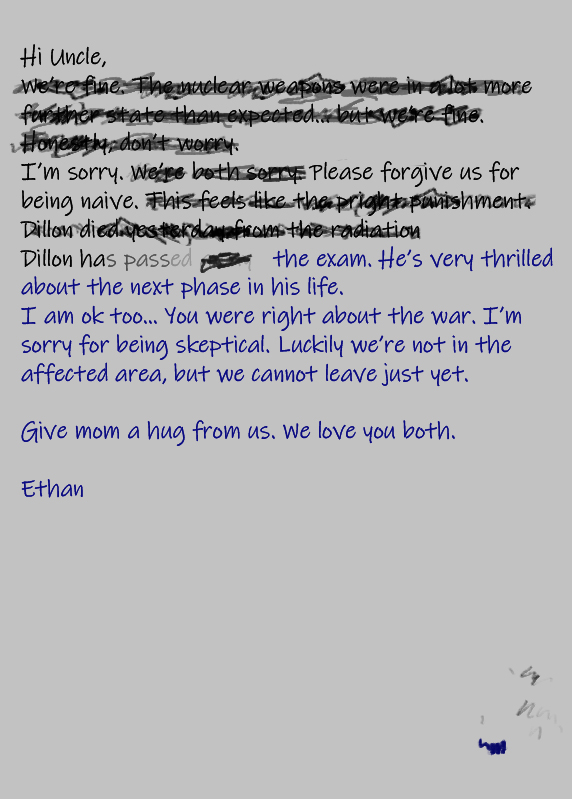 Hi Uncle,
We're fine. The nuclear weapons were in a lot more
further state than expected... but we're fine.
Honestly, don't worry.
I'm sorry. We're both sorry. Please forgive us for
being naive. This feels like the pright punishment.
Dillon died yesterday from the radiation
Dillon has passed the exam. He's very thrilled
about the next phase in his life.
I am ok too... You were right about the war. I'm
sorry for being skeptical. Luckily we're not in the
affected area, but we cannot leave just yet.
Give mom a hug from us. We love you both.
Ethan